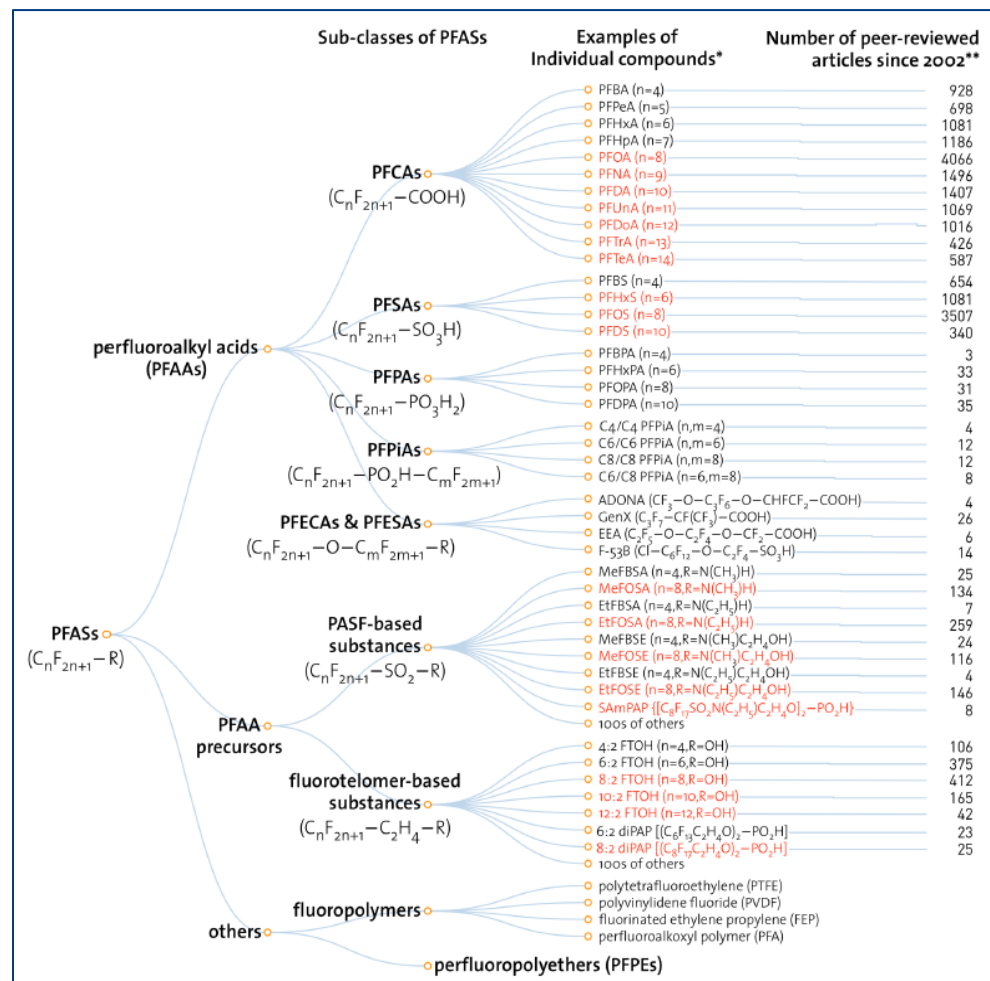 Sub-classes of PFASs
Examples of
Individual compounds*
Number of peer-reviewed
articles since 2002**
PFASs
(CₙF₂ₙ₊₁–R)
perfluoroalkyl acids
(PFAAs)
PFCAs
(CₙF₂ₙ₊₁–COOH)
PFBA (n=4) 928
PFPeA (n=5) 698
PFHxA (n=6) 1081
PFHpA (n=7) 1186
PFOA (n=8) 4066
PFNA (n=9) 1496
PFDA (n=10) 1407
PFUnA (n=11) 1069
PFDoA (n=12) 1016
PFTrA (n=13) 426
PFTeA (n=14) 587
PFSAs
(CₙF₂ₙ₊₁–SO₃H)
PFBS (n=4) 654
PFHxS (n=6) 1081
PFOS (n=8) 3507
PFDS (n=10) 340
PFPAs
(CₙF₂ₙ₊₁–PO₃H₂)
PFBPA (n=4) 3
PFHxPA (n=6) 33
PFOPA (n=8) 31
PFDPA (n=10) 35
PFPiAs
(CₙF₂ₙ₊₁–PO₂H–CₘF₂ₘ₊₁)
C4/C4 PFPiA (n,m=4) 4
C6/C6 PFPiA (n,m=6) 12
C8/C8 PFPiA (n,m=8) 12
C6/C8 PFPiA (n=6,m=8) 8
PFECAs & PFESAs
(CₙF₂ₙ₊₁–O–CₘF₂ₘ₊₁–R)
ADONA (CF₃–O–C₃F₆–O–CHFCF₂–COOH) 4
GenX (C₃F₇–CF(CF₃)–COOH) 26
EEA (C₂F₅–O–C₂F₄–O–CF₂–COOH) 6
F-53B (Cl–C₆F₁₂–O–C₂F₄–SO₃H) 14
PFAA
precursors
PASF-based
substances
(CₙF₂ₙ₊₁–SO₂–R)
MeFBSA (n=4,R=N(CH₃)H) 25
MeFOSA (n=8,R=N(CH₃)H) 134
EtFBSA (n=4,R=N(C₂H₅)H) 7
EtFOSA (n=8,R=N(C₂H₅)H) 259
MeFBSE (n=4,R=N(CH₃)C₂H₄OH) 24
MeFOSE (n=8,R=N(CH₃)C₂H₄OH) 116
EtFBSE (n=4,R=N(C₂H₅)C₂H₄OH) 4
EtFOSE (n=8,R=N(C₂H₅)C₂H₄OH) 146
SAmPAP {[C₈F₁₇SO₂N(C₂H₅)C₂H₄O]₂–PO₂H} 8
100s of others
fluorotelomer-based
substances
(CₙF₂ₙ₊₁–C₂H₄–R)
4:2 FTOH (n=4,R=OH) 106
6:2 FTOH (n=6,R=OH) 375
8:2 FTOH (n=8,R=OH) 412
10:2 FTOH (n=10,R=OH) 165
12:2 FTOH (n=12,R=OH) 42
6:2 diPAP [(C₆F₁₃C₂H₄O)₂–PO₂H] 23
8:2 diPAP [(C₈F₁₇C₂H₄O)₂–PO₂H] 25
100s of others
others
fluoropolymers
polytetrafluoroethylene (PTFE)
polyvinylidene fluoride (PVDF)
fluorinated ethylene propylene (FEP)
perfluoroalkoxyl polymer (PFA)
perfluoropolyethers (PFPEs)